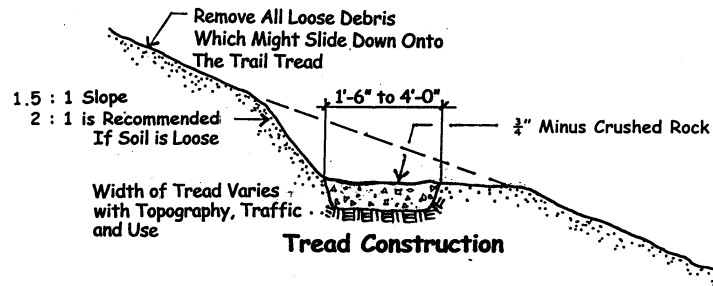 Remove All Loose Debris
Which Might Slide Down Onto
The Trail Tread
1.5 : 1 Slope
2 : 1 is Recommended
If Soil is Loose
1'-6" to 4'-0"
¾" Minus Crushed Rock
Width of Tread Varies
with Topography, Traffic
and Use
Tread Construction